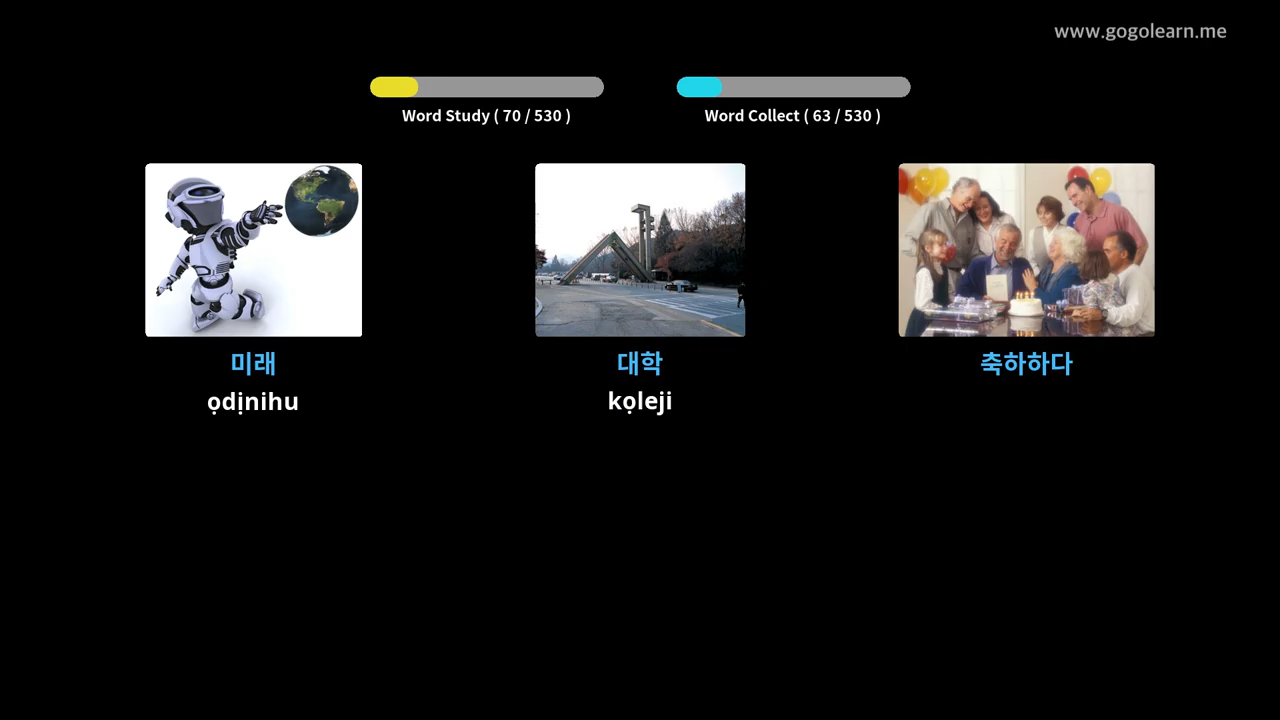 www.gogolearn.me
Word Study ( 70 / 530 )
Word Collect ( 63 / 530 )
미래
대학
축하하다
ọdịnihu
kọleji